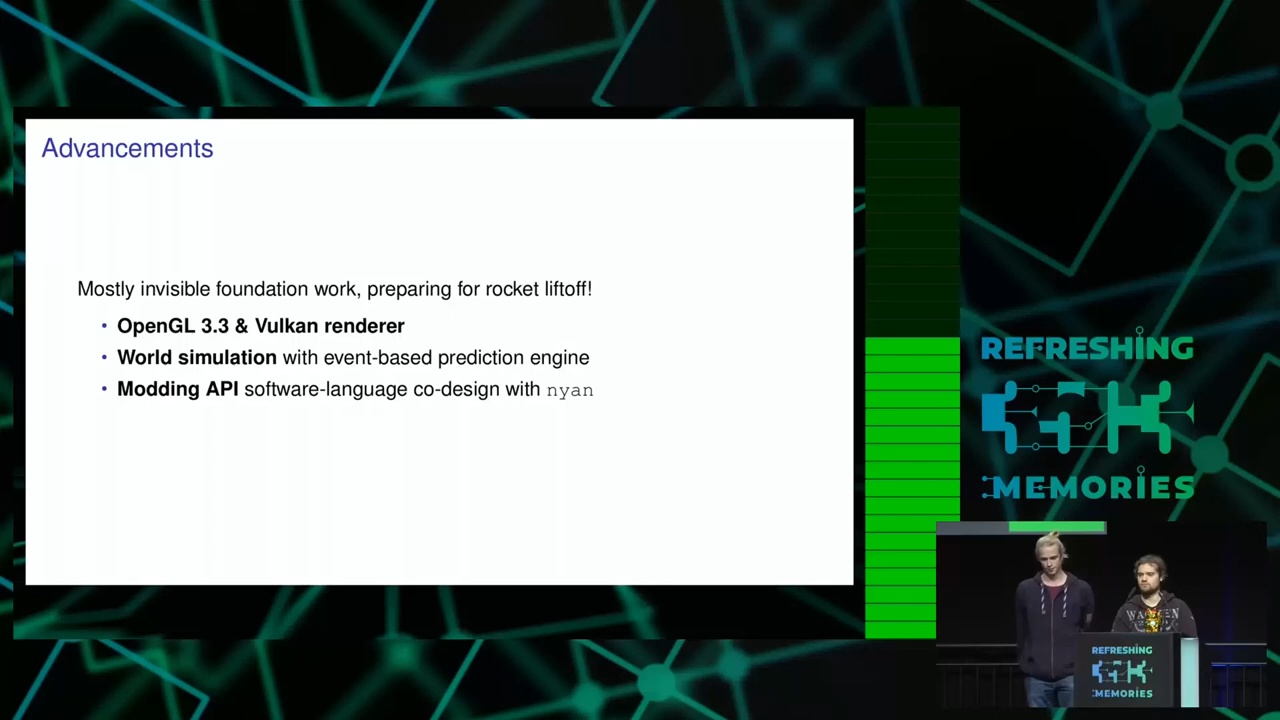 Advancements
Mostly invisible foundation work, preparing for rocket liftoff!
• OpenGL 3.3 & Vulkan renderer
• World simulation with event-based prediction engine
• Modding API software-language co-design with nyan
REFRESHING
MEMORIES
WACKEN
REFRESHING
MEMORIES